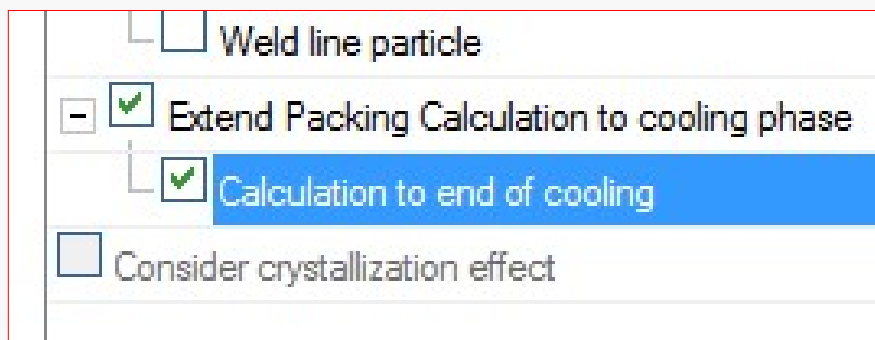 Weld line particle
Extend Packing Calculation to cooling phase
Calculation to end of cooling
Consider crystallization effect